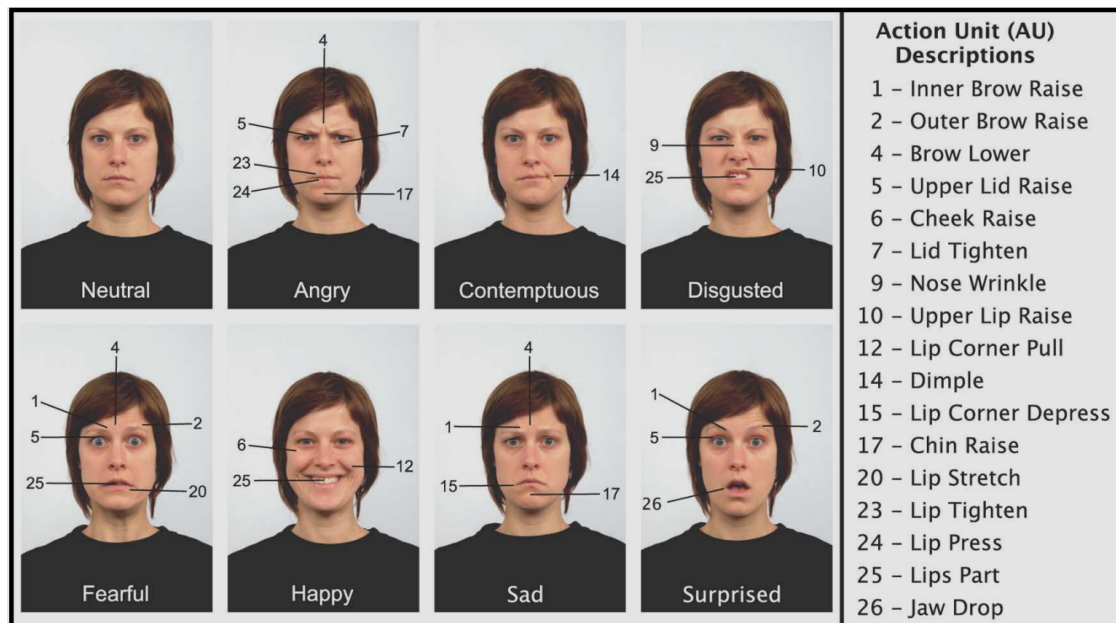 4
5
7
23
24
17
14
9
10
25
Neutral
Angry
Contemptuous
Disgusted
4
1
2
5
25
20
6
12
25
4
1
15
17
1
2
5
26
Fearful
Happy
Sad
Surprised
Action Unit (AU)
Descriptions
1 – Inner Brow Raise
2 – Outer Brow Raise
4 – Brow Lower
5 – Upper Lid Raise
6 – Cheek Raise
7 – Lid Tighten
9 – Nose Wrinkle
10 – Upper Lip Raise
12 – Lip Corner Pull
14 – Dimple
15 – Lip Corner Depress
17 – Chin Raise
20 – Lip Stretch
23 – Lip Tighten
24 – Lip Press
25 – Lips Part
26 – Jaw Drop